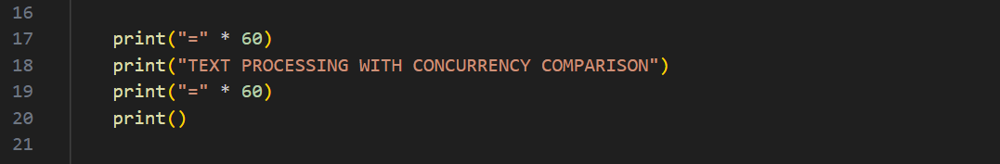 16
17 print("=" * 60)
18 print("TEXT PROCESSING WITH CONCURRENCY COMPARISON")
19 print("=" * 60)
20 print()
21